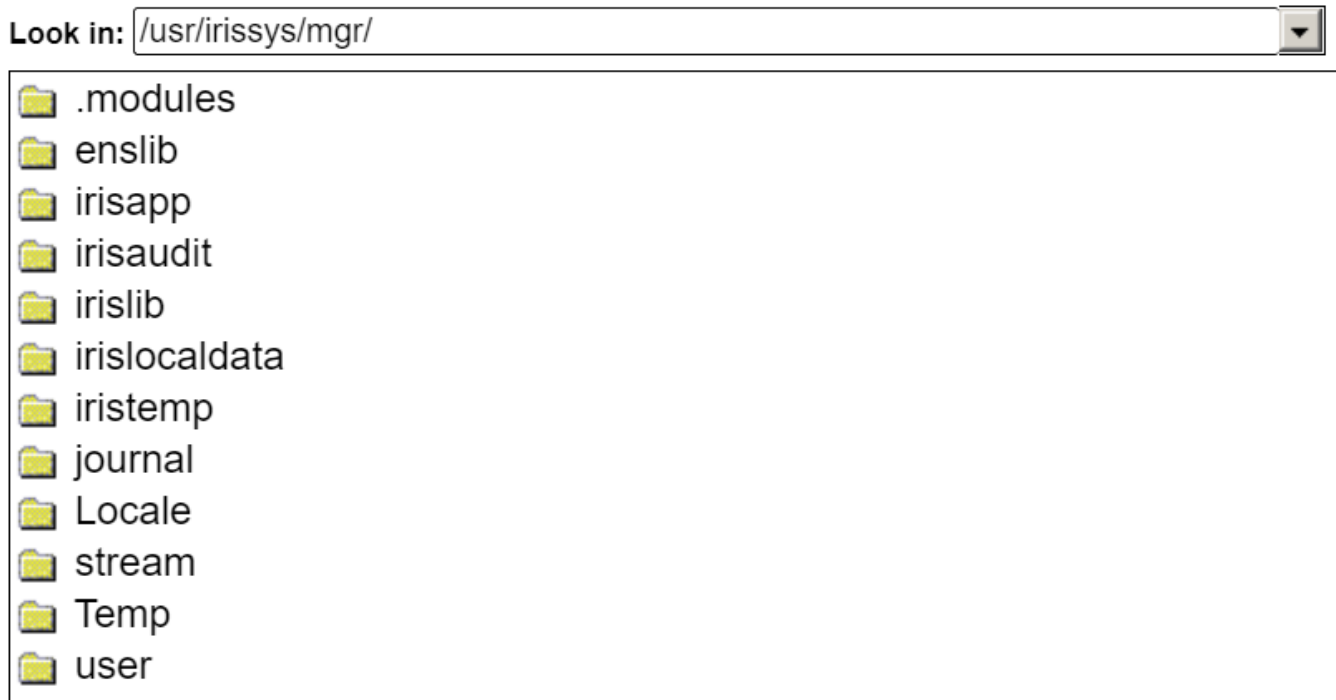 Look in: /usr/irissys/mgr/
.modules
enslib
irisapp
irisaudit
irislib
irislocaldata
iristemp
journal
Locale
stream
Temp
user